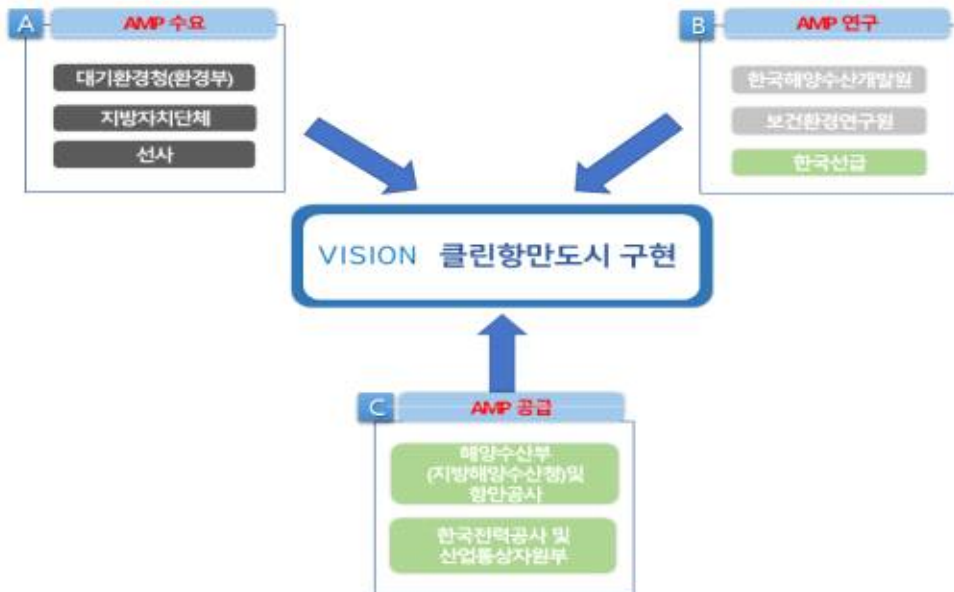 A
AMP 수요
대기환경청(환경부)
지방자치단체
선사
B
AMP 연구
한국해양수산개발원
보건환경연구원
한국선급
VISION 클린항만도시 구현
C
AMP 공급
해양수산부
(지방해양수산청)및
항만공사
한국전력공사 및
산업통상자원부